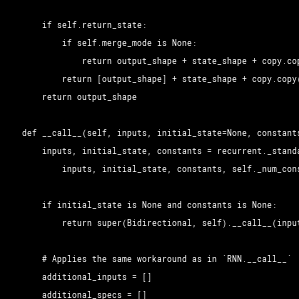 if self.return_state:
if self.merge_mode is None:
return output_shape + state_shape + copy.cop
return [output_shape] + state_shape + copy.copy
return output_shape
def __call__(self, inputs, initial_state=None, constants
inputs, initial_state, constants = recurrent._standa
inputs, initial_state, constants, self._num_cons
if initial_state is None and constants is None:
return super(Bidirectional, self).__call__(input
# Applies the same workaround as in `RNN.__call__`
additional_inputs = []
additional_specs = []